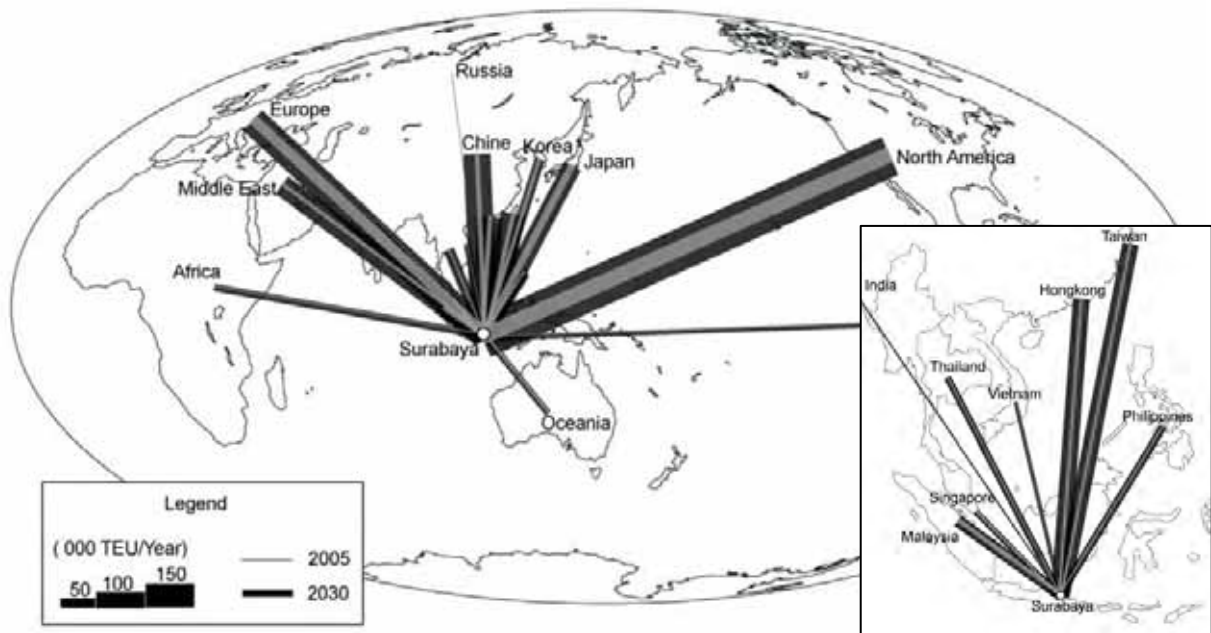 Russia
Europe
Chine
Korea
Japan
North America
Middle East
Africa
Surabaya
Oceania
Taiwan
India
Hongkong
Thailand
Vietnam
Philippines
Singapore
Malaysia
Surabaya
Legend
( 000 TEU/Year)
50 100 150
2005
2030